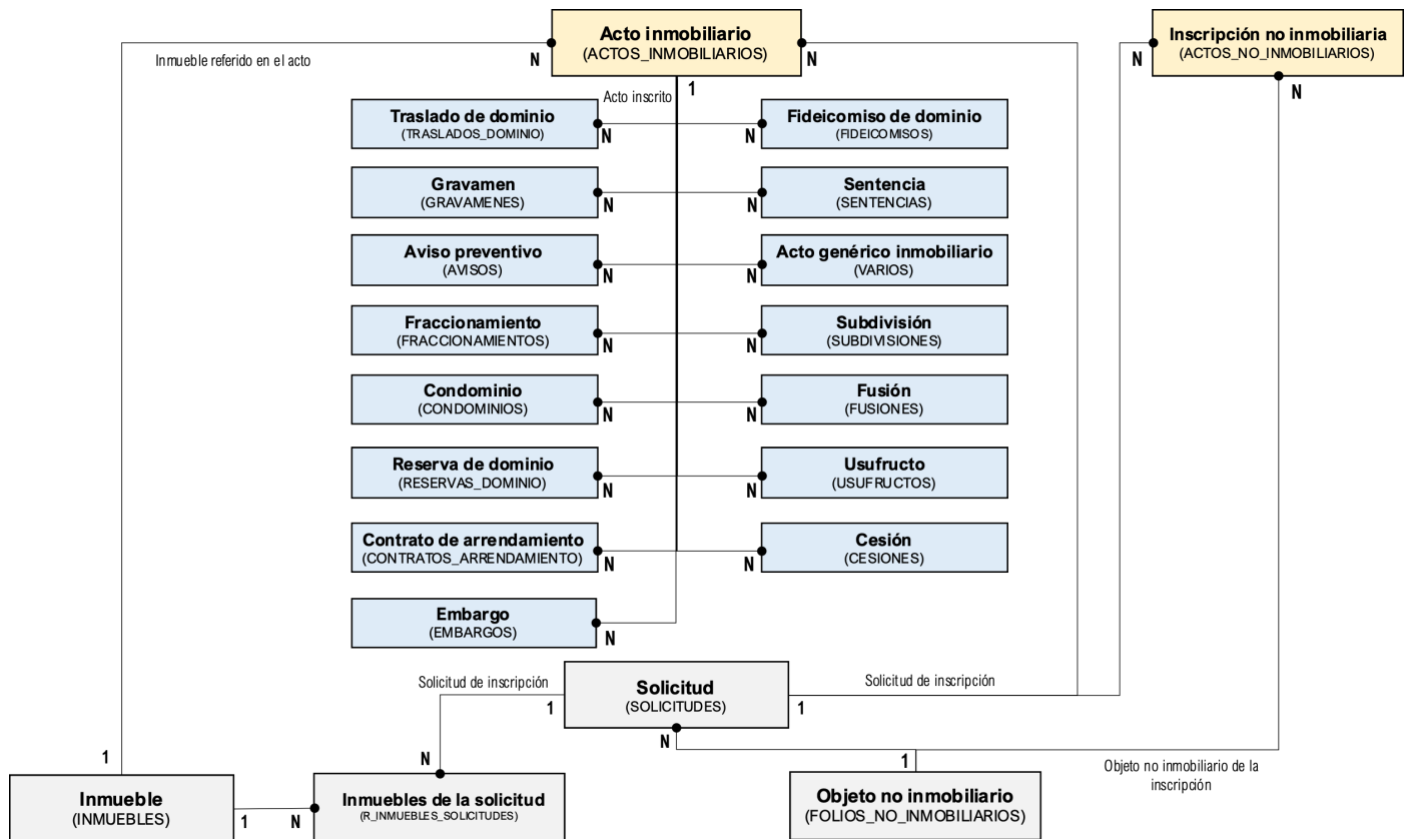 Acto inmobiliario
(ACTOS_INMOBILIARIOS)
Inscripción no inmobiliaria
(ACTOS_NO_INMOBILIARIOS)
Inmueble referido en el acto
N
N
N
N
1
Acto inscrito
Traslado de dominio
(TRASLADOS_DOMINIO)
N
N
Fideicomiso de dominio
(FIDEICOMISOS)
Gravamen
(GRAVAMENES)
N
N
Sentencia
(SENTENCIAS)
Aviso preventivo
(AVISOS)
N
N
Acto genérico inmobiliario
(VARIOS)
Fraccionamiento
(FRACCIONAMIENTOS)
N
N
Subdivisión
(SUBDIVISIONES)
Condominio
(CONDOMINIOS)
N
N
Fusión
(FUSIONES)
Reserva de dominio
(RESERVAS_DOMINIO)
N
N
Usufructo
(USUFRUCTOS)
Contrato de arrendamiento
(CONTRATOS_ARRENDAMIENTO)
N
N
Cesión
(CESIONES)
Embargo
(EMBARGOS)
N
Solicitud de inscripción
1
Solicitud
(SOLICITUDES)
1
Solicitud de inscripción
N
N
1
1
Objeto no inmobiliario de la
inscripción
Inmueble
(INMUEBLES)
1
N
Inmuebles de la solicitud
(R_INMUEBLES_SOLICITUDES)
Objeto no inmobiliario
(FOLIOS_NO_INMOBILIARIOS)